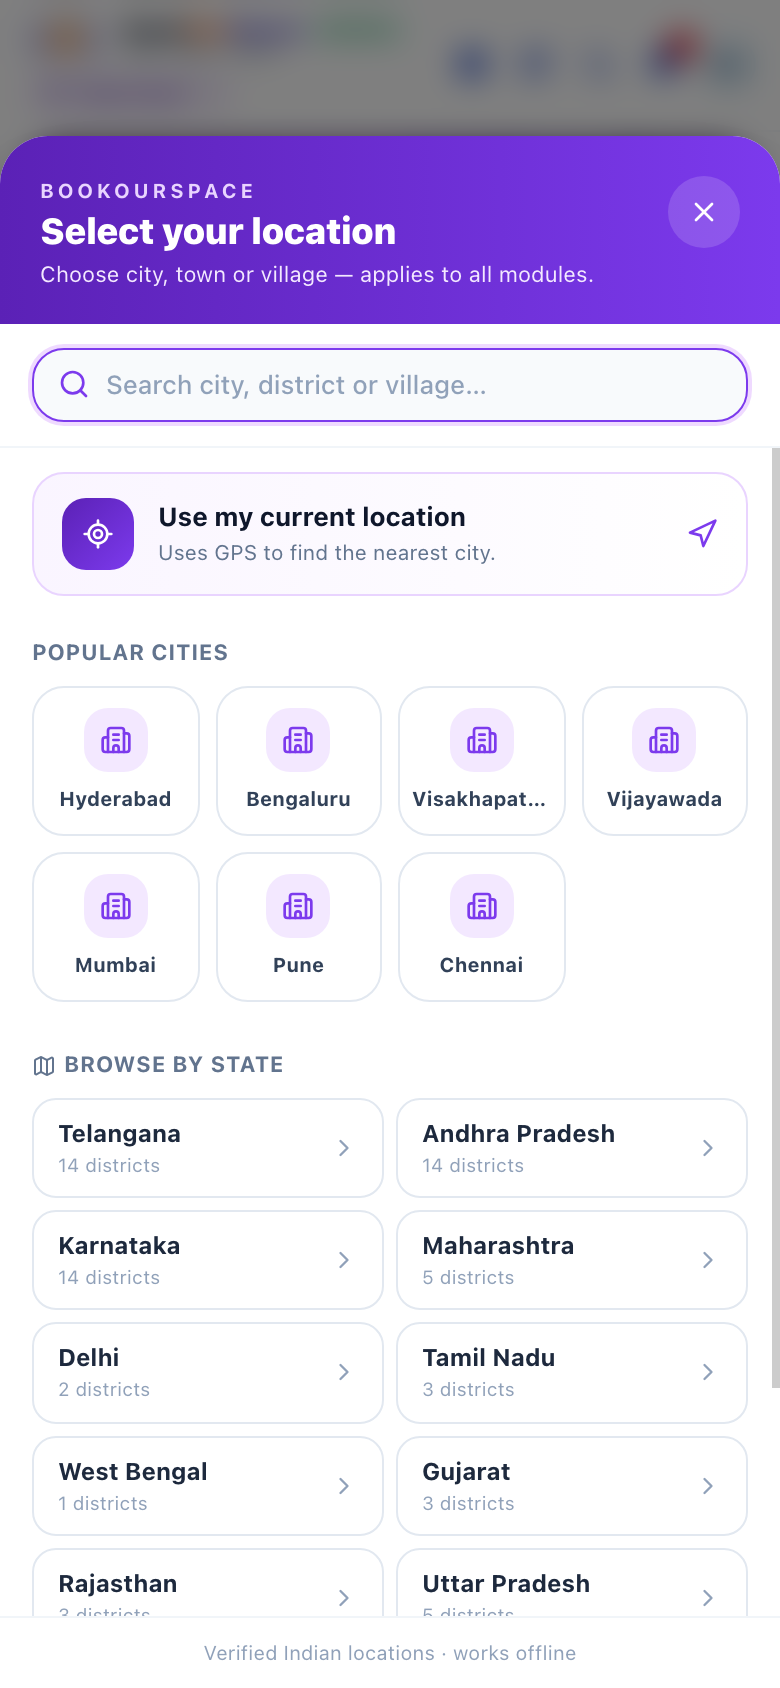 BOOKOURSPACE
Select your location
Choose city, town or village — applies to all modules.
Search city, district or village...
Use my current location
Uses GPS to find the nearest city.
POPULAR CITIES
Hyderabad
Bengaluru
Visakhapat...
Vijayawada
Mumbai
Pune
Chennai
BROWSE BY STATE
Telangana
14 districts
Andhra Pradesh
14 districts
Karnataka
14 districts
Maharashtra
5 districts
Delhi
2 districts
Tamil Nadu
3 districts
West Bengal
1 districts
Gujarat
3 districts
Rajasthan
3 districts
Uttar Pradesh
5 districts
Verified Indian locations · works offline